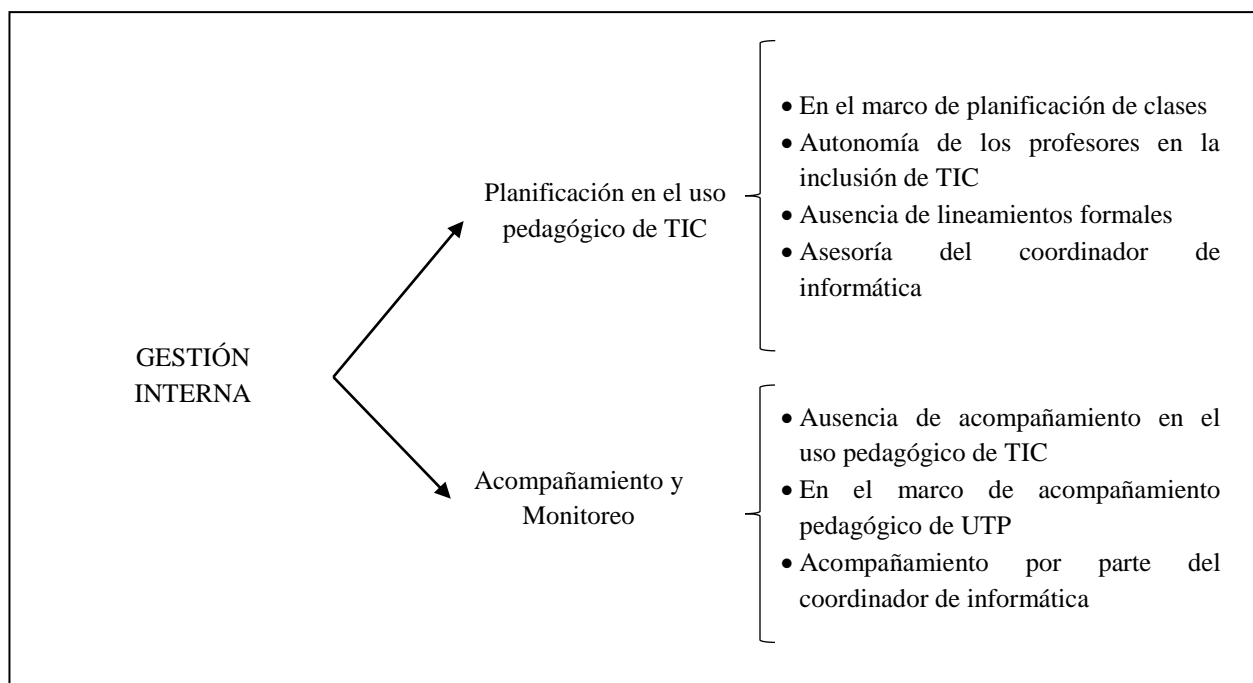 GESTIÓN
INTERNA
Planificación en el uso
pedagógico de TIC
• En el marco de planificación de clases
• Autonomía de los profesores en la
inclusión de TIC
• Ausencia de lineamientos formales
• Asesoría del coordinador de
informática
Acompañamiento y
Monitoreo
• Ausencia de acompañamiento en el
uso pedagógico de TIC
• En el marco de acompañamiento
pedagógico de UTP
• Acompañamiento por parte del
coordinador de informática